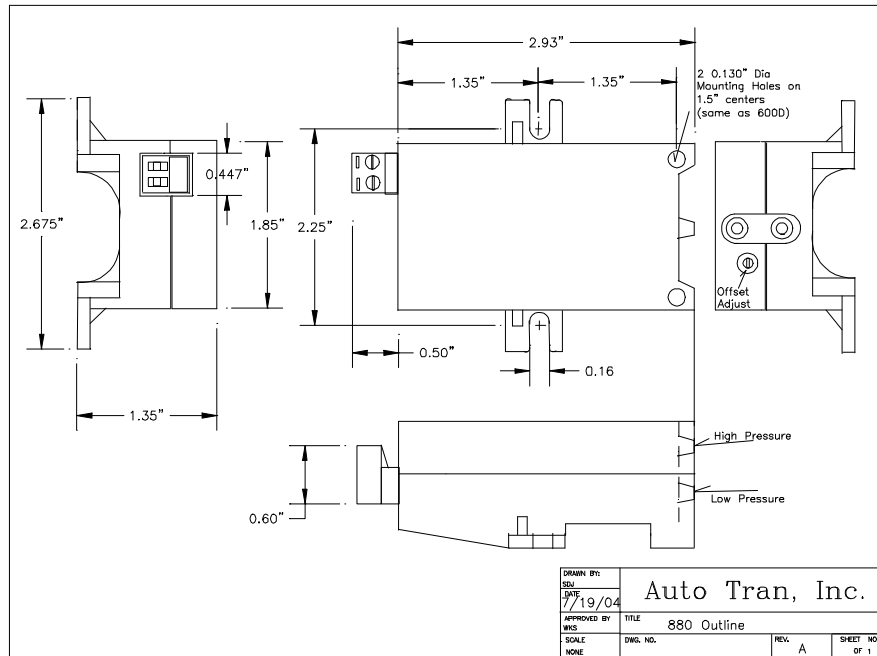 2.93”
1.35”
1.35”
2 0.130” Dia
Mounting Holes on
1.5” centers
(same as 600D)
0.447”
2.675”
1.85”
2.25”
Offset
Adjust
0.50”
0.16
1.35”
High Pressure
Low Pressure
0.60”
DRAWN BY:
SDJ
DATE
7/19/04
Auto Tran, Inc.
APPROVED BY
WKS
TITLE
880 Outline
SCALE
NONE
DWG. NO.
REV.
A
SHEET NO
OF 1